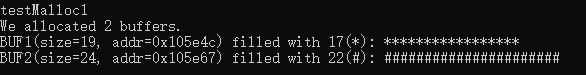 testMalloc1
We allocated 2 buffers.
BUF1(size=19, addr=0x105e4c) filled with 17(*): *****************
BUF2(size=24, addr=0x105e67) filled with 22(#): ######################